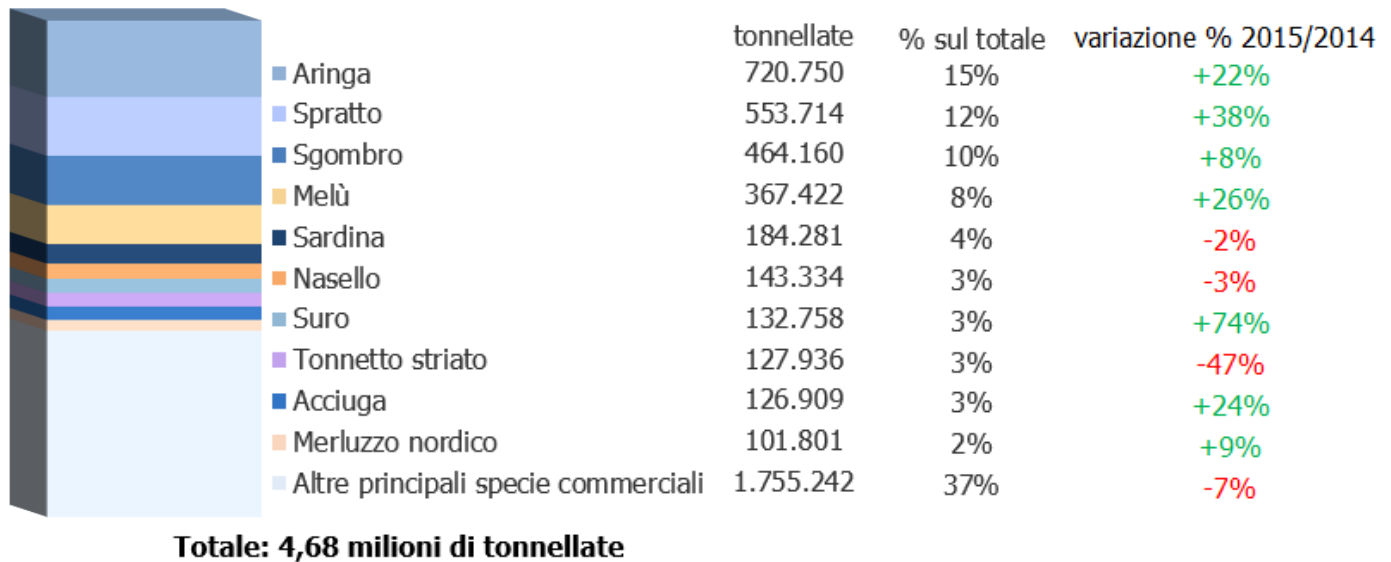 tonnellate % sul totale variazione % 2015/2014
Aringa 720.750 15% +22%
Spratto 553.714 12% +38%
Sgombro 464.160 10% +8%
Melù 367.422 8% +26%
Sardina 184.281 4% -2%
Nasello 143.334 3% -3%
Suro 132.758 3% +74%
Tonnetto striato 127.936 3% -47%
Acciuga 126.909 3% +24%
Merluzzo nordico 101.801 2% +9%
Altre principali specie commerciali 1.755.242 37% -7%
Totale: 4,68 milioni di tonnellate